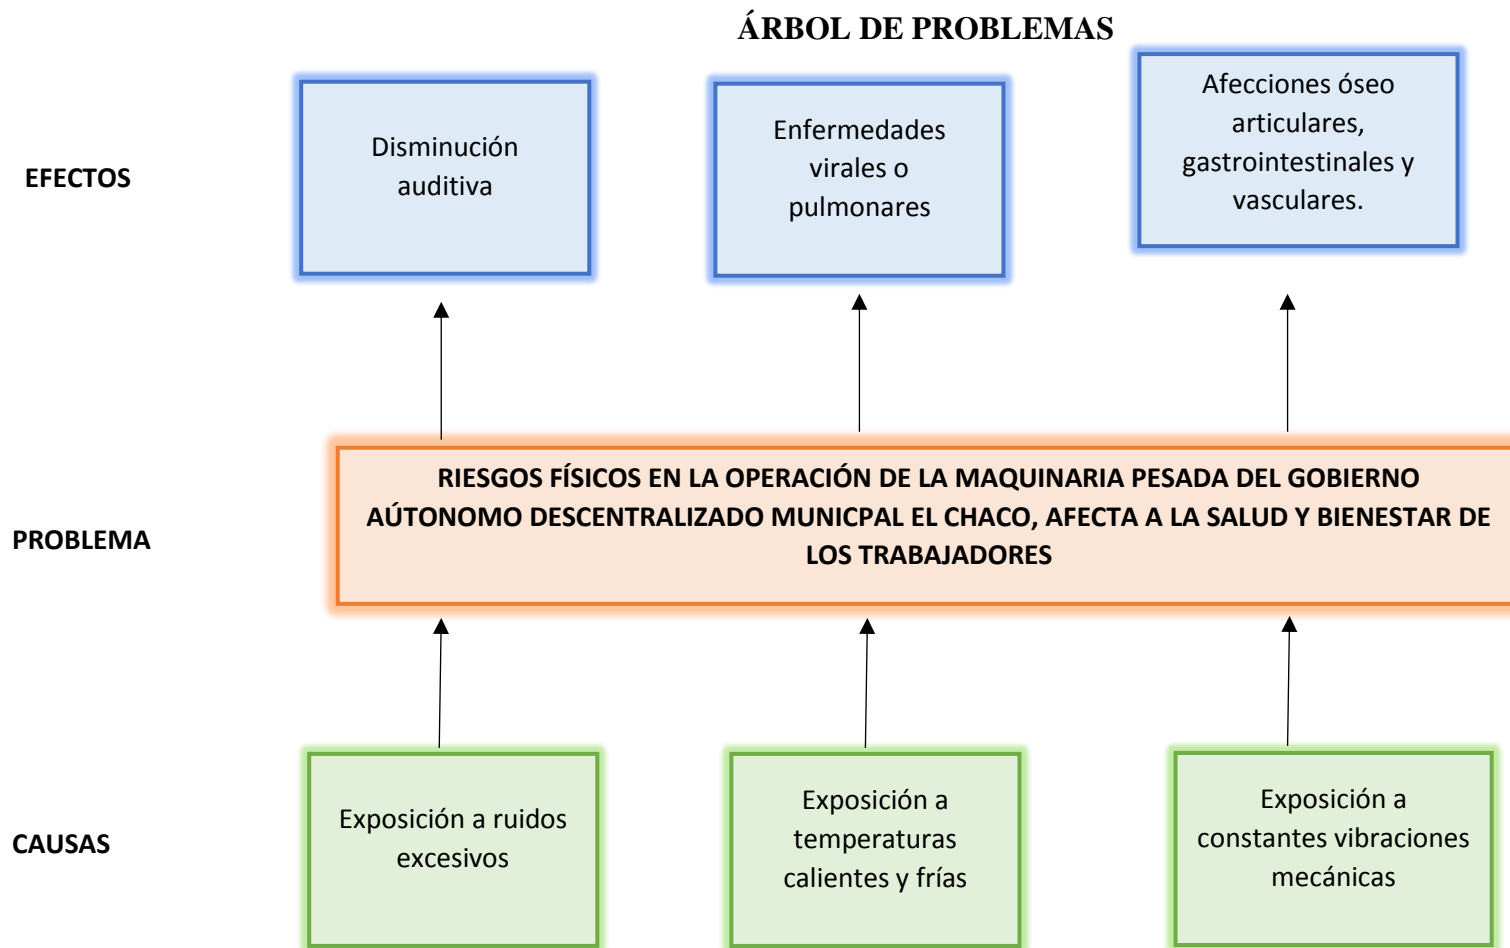 ÁRBOL DE PROBLEMAS
EFECTOS
Disminución
auditiva
Enfermedades
virales o
pulmonares
Afecciones óseo
articulares,
gastrointestinales y
vasculares.
PROBLEMA
RIESGOS FÍSICOS EN LA OPERACIÓN DE LA MAQUINARIA PESADA DEL GOBIERNO
AÚTONOMO DESCENTRALIZADO MUNICPAL EL CHACO, AFECTA A LA SALUD Y BIENESTAR DE
LOS TRABAJADORES
CAUSAS
Exposición a ruidos
excesivos
Exposición a
temperaturas
calientes y frías
Exposición a
constantes vibraciones
mecánicas